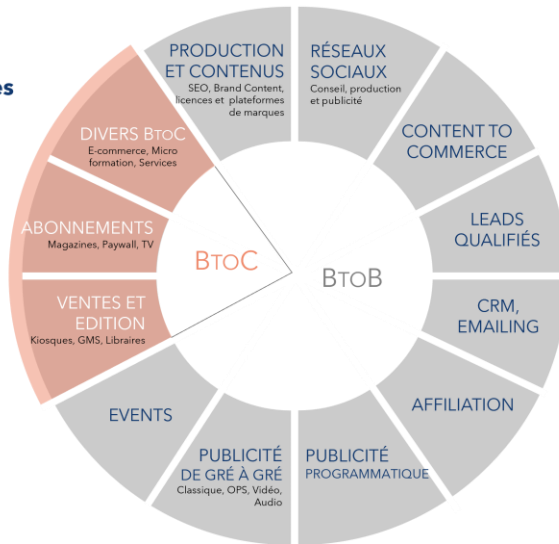 es
PRODUCTION
ET CONTENUS
SEO, Brand Content,
licences et plateformes
de marques
RÉSEAUX
SOCIAUX
Conseil, production
et publicité
CONTENT TO
COMMERCE
LEADS
QUALIFIÉS
CRM,
EMAILING
AFFILIATION
PUBLICITÉ
PROGRAMMATIQUE
PUBLICITÉ
DE GRÉ À GRÉ
Classique, OPS, Vidéo,
Audio
EVENTS
VENTES ET
EDITION
Kiosques, GMS, Libraires
ABONNEMENTS
Magazines, Paywall, TV
DIVERS BTOC
E-commerce, Micro
formation, Services
BTOC
BTOB